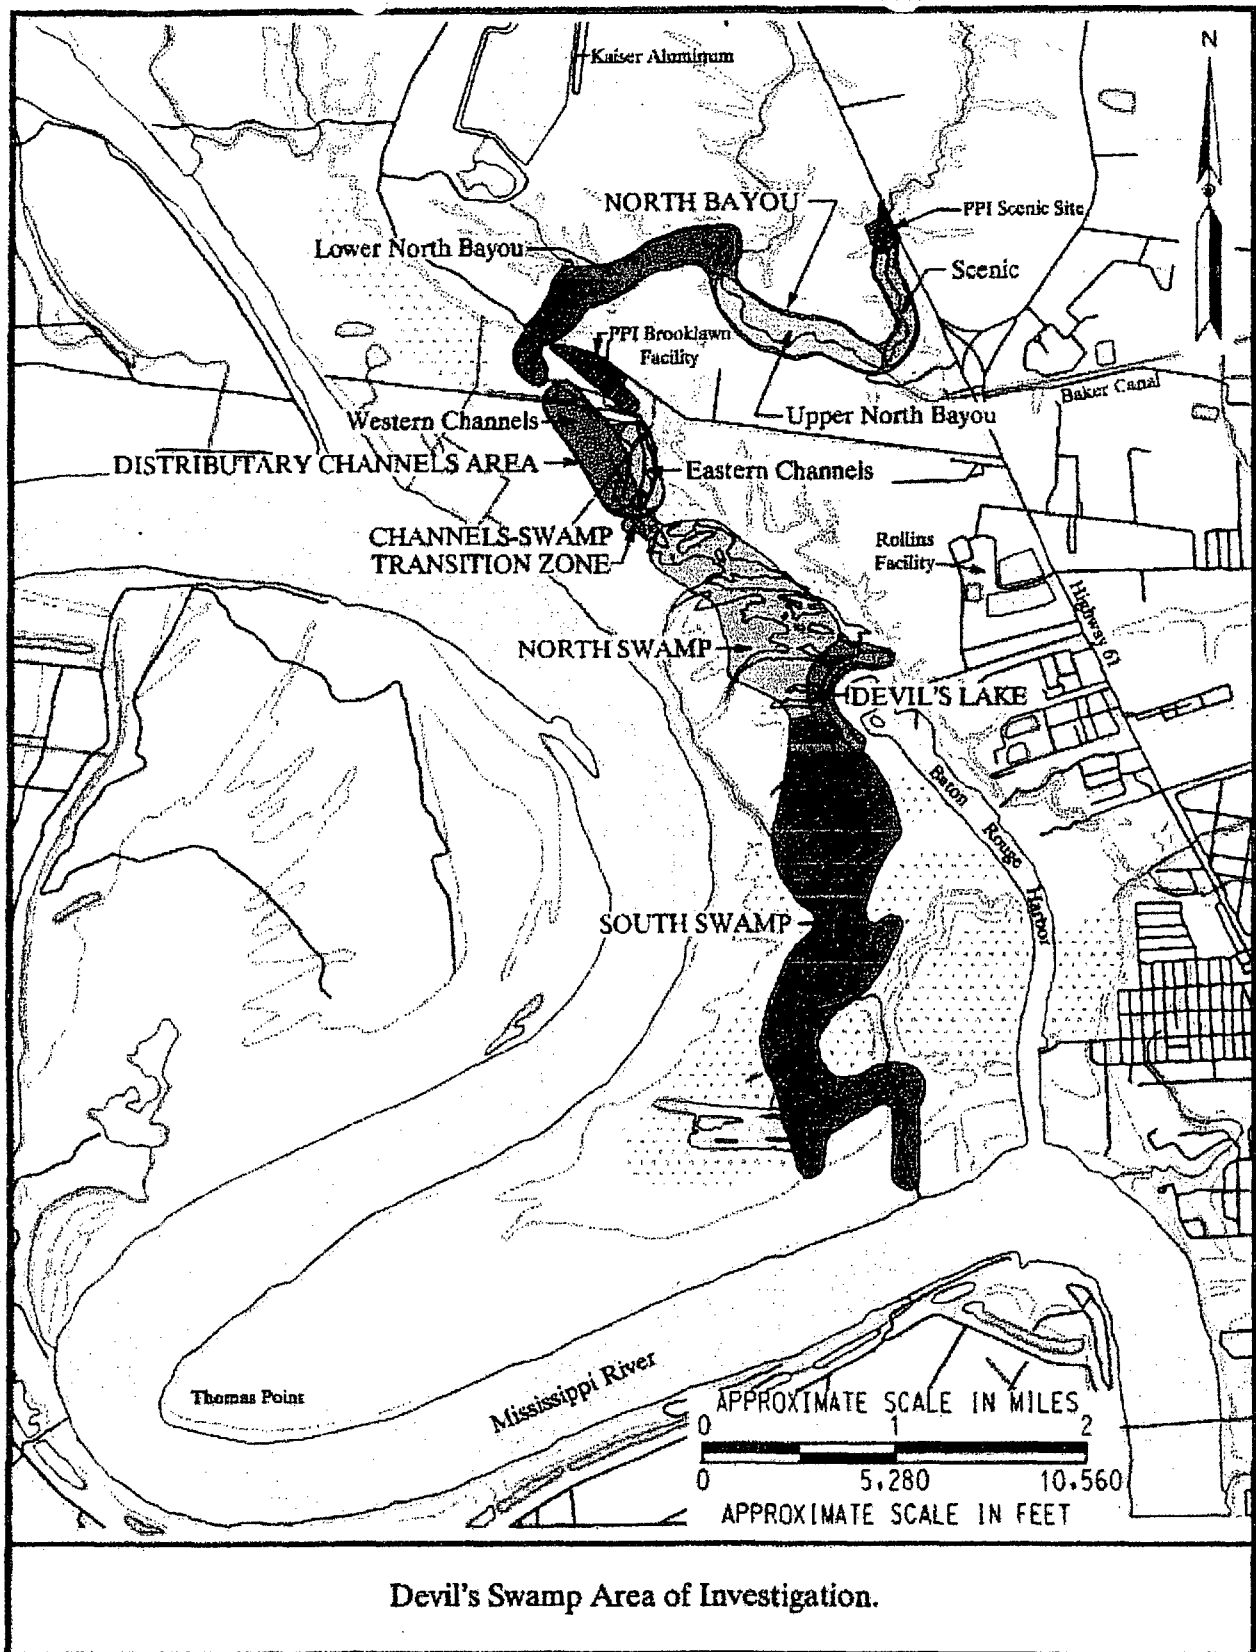 N
Kaiser Aluminum
NORTH BAYOU
PPI Scenic Site
Lower North Bayou
Scenic
PPI Brooklawn
Facility
Baker Canal
Western Channels
Upper North Bayou
DISTRIBUTARY CHANNELS AREA
Eastern Channels
CHANNELS-SWAMP
TRANSITION ZONE
Rollins
Facility
Highway 61
NORTH SWAMP
DEVIL'S LAKE
Baton Rouge Harbor
SOUTH SWAMP
Thomas Point
Mississippi River
APPROXIMATE SCALE IN MILES
0 1 2
0 5,280 10,560
APPROXIMATE SCALE IN FEET
Devil's Swamp Area of Investigation.